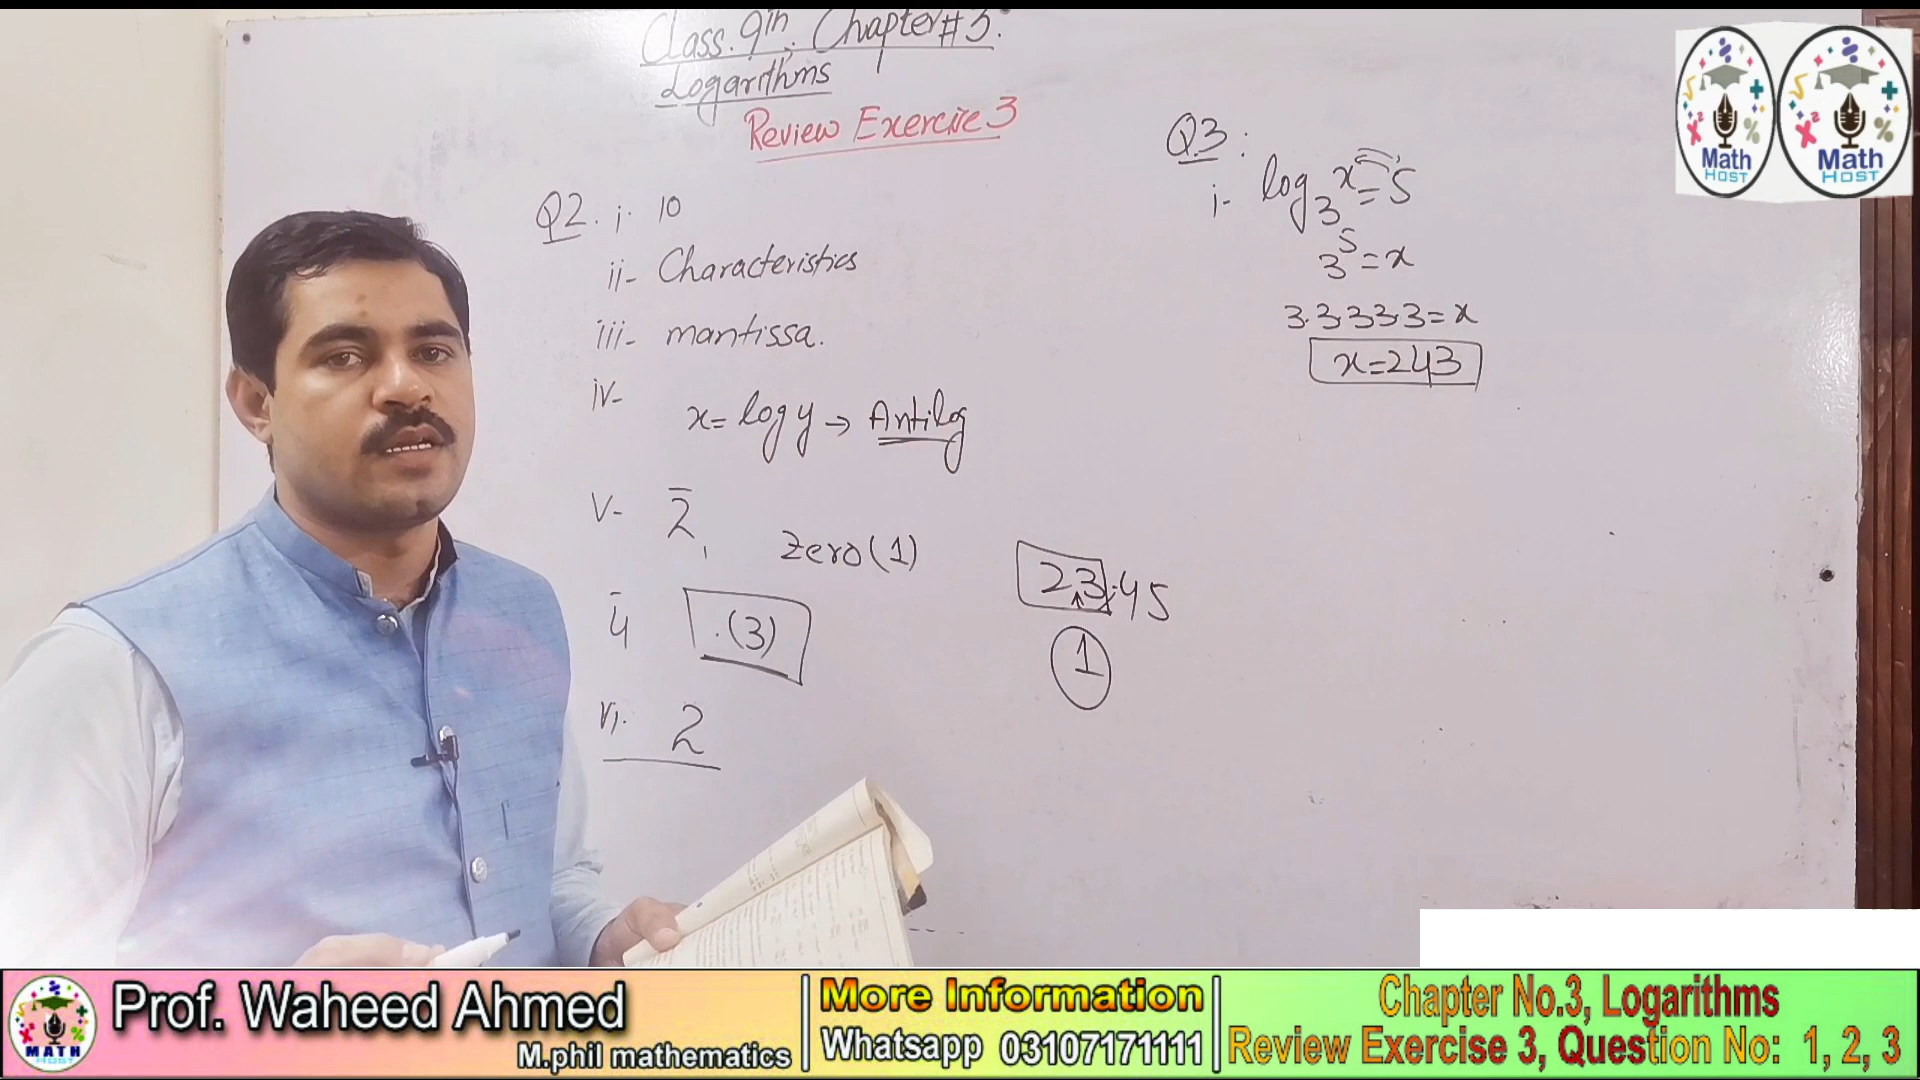 Class. 9th. Chapter#3.
Logarithms
Review Exercise 3
Q2. i. 10
ii- Characteristics
iii- mantissa.
iv- x= log y → Antilog
v- 2̅, zero(1)
4̅ .(3)
23.45
1
vi. 2
Q3:
i- log₃ x = 5
3⁵ = x
3.3.3.3.3=x
x=243
Math
HOST
Math
HOST
MATH
HOST
Prof. Waheed Ahmed
M.phil mathematics
More Information
Whatsapp 03107171111
Chapter No.3, Logarithms
Review Exercise 3, Question No: 1, 2, 3